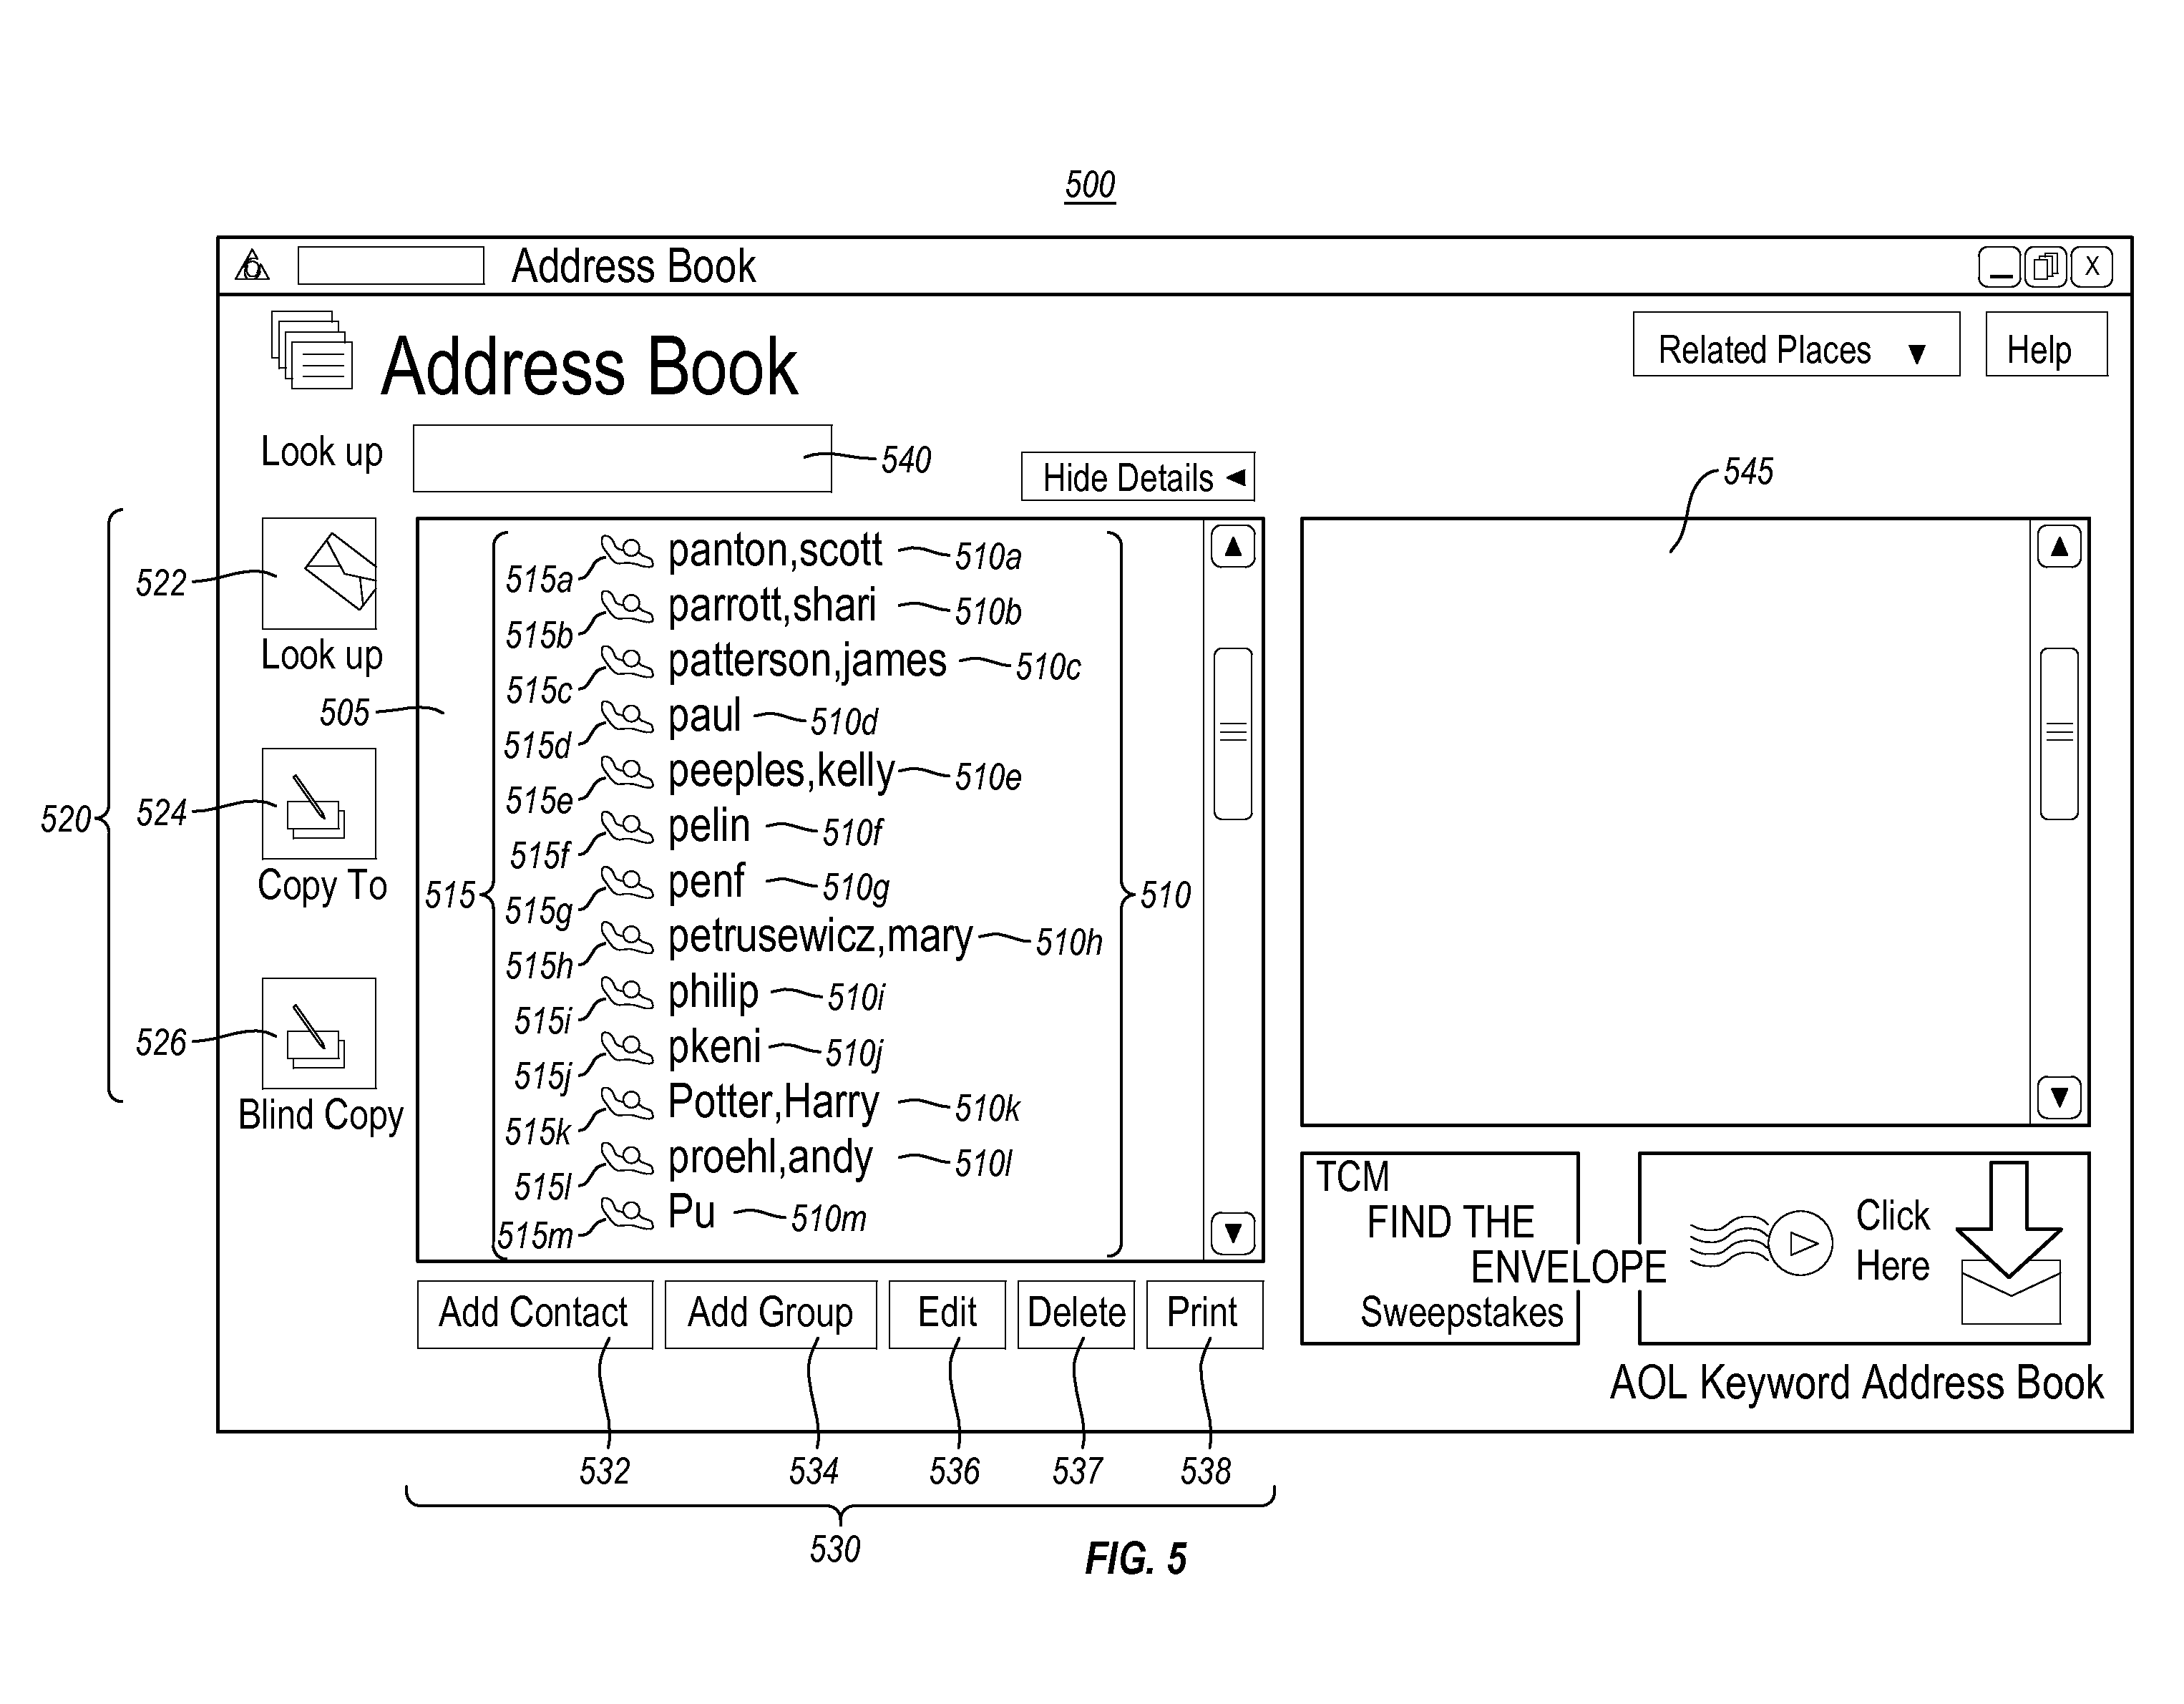 500
Address Book
X
Address Book
Related Places ▼
Help
Look up
540
Hide Details ◄
545
522
Look up
505
520
524
Copy To
526
Blind Copy
515
510
515a panton,scott 510a
515b parrott,shari 510b
515c patterson,james 510c
515d paul 510d
515e peeples,kelly 510e
515f pelin 510f
515g penf 510g
515h petrusewicz,mary 510h
515i philip 510i
515j pkeni 510j
515k Potter,Harry 510k
515l proehl,andy 510l
515m Pu 510m
Add Contact
Add Group
Edit
Delete
Print
TCM
FIND THE
ENVELOPE
Sweepstakes
Click
Here
AOL Keyword Address Book
532
534
536
537
538
530
FIG. 5